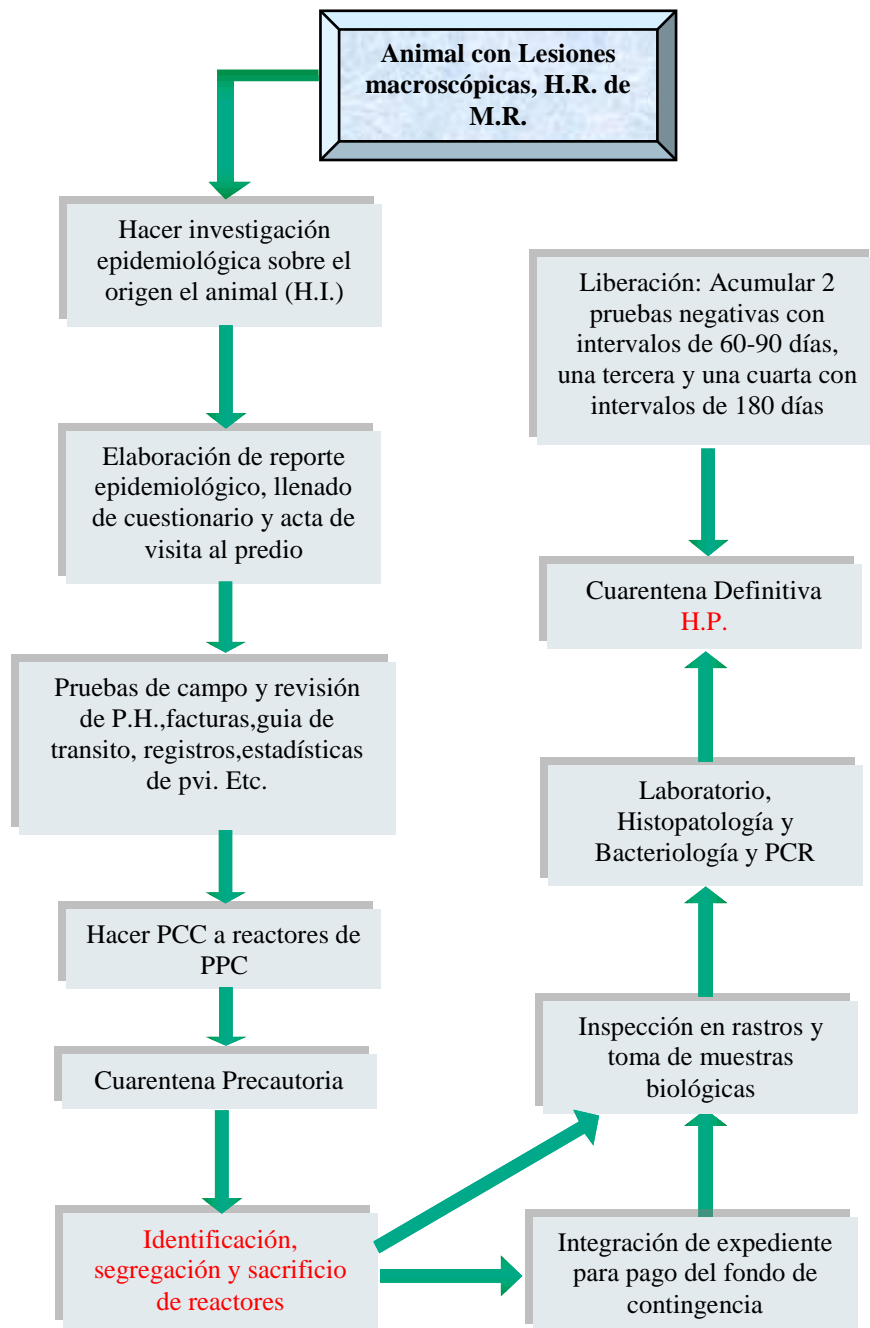 Animal con Lesiones
macroscópicas, H.R. de
M.R.
Hacer investigación
epidemiológica sobre el
origen el animal (H.I.)
Elaboración de reporte
epidemiológico, llenado
de cuestionario y acta de
visita al predio
Pruebas de campo y revisión
de P.H.,facturas,guia de
transito, registros,estadísticas
de pvi. Etc.
Hacer PCC a reactores de
PPC
Cuarentena Precautoria
Identificación,
segregación y sacrificio
de reactores
Integración de expediente
para pago del fondo de
contingencia
Inspección en rastros y
toma de muestras
biológicas
Laboratorio,
Histopatología y
Bacteriología y PCR
Cuarentena Definitiva
H.P.
Liberación: Acumular 2
pruebas negativas con
intervalos de 60-90 días,
una tercera y una cuarta con
intervalos de 180 días